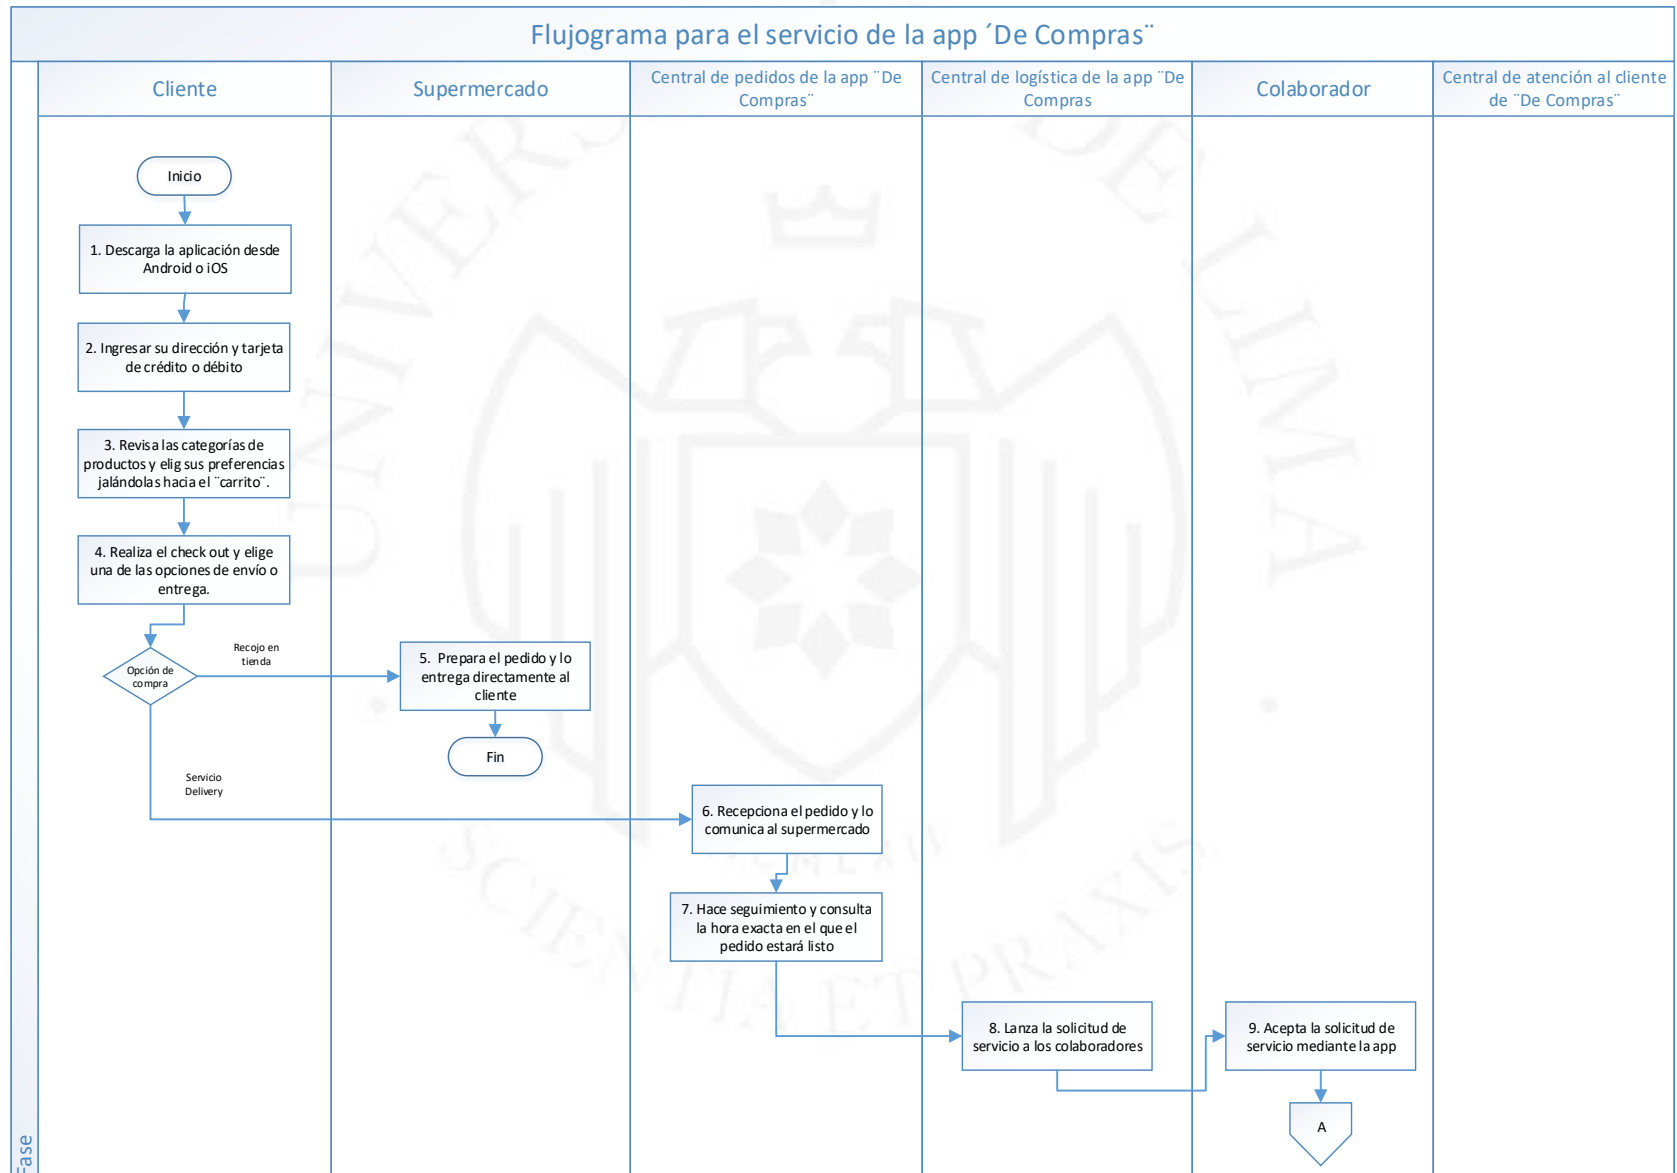 Flujograma para el servicio de la app ´De Compras¨
Cliente
Supermercado
Central de pedidos de la app ¨De
Compras¨
Central de logística de la app ¨De
Compras
Colaborador
Central de atención al cliente
de ¨De Compras¨
Inicio
1. Descarga la aplicación desde
Android o iOS
2. Ingresar su dirección y tarjeta
de crédito o débito
3. Revisa las categorías de
productos y elig sus preferencias
jalándolas hacia el ¨carrito¨.
4. Realiza el check out y elige
una de las opciones de envío o
entrega.
Opción de
compra
Recojo en
tienda
5. Prepara el pedido y lo
entrega directamente al
cliente
Fin
Servicio
Delivery
6. Recepciona el pedido y lo
comunica al supermercado
7. Hace seguimiento y consulta
la hora exacta en el que el
pedido estará listo
8. Lanza la solicitud de
servicio a los colaboradores
9. Acepta la solicitud de
servicio mediante la app
A
Fase
DE LIMA
SCIENTIA ET PRAXIS